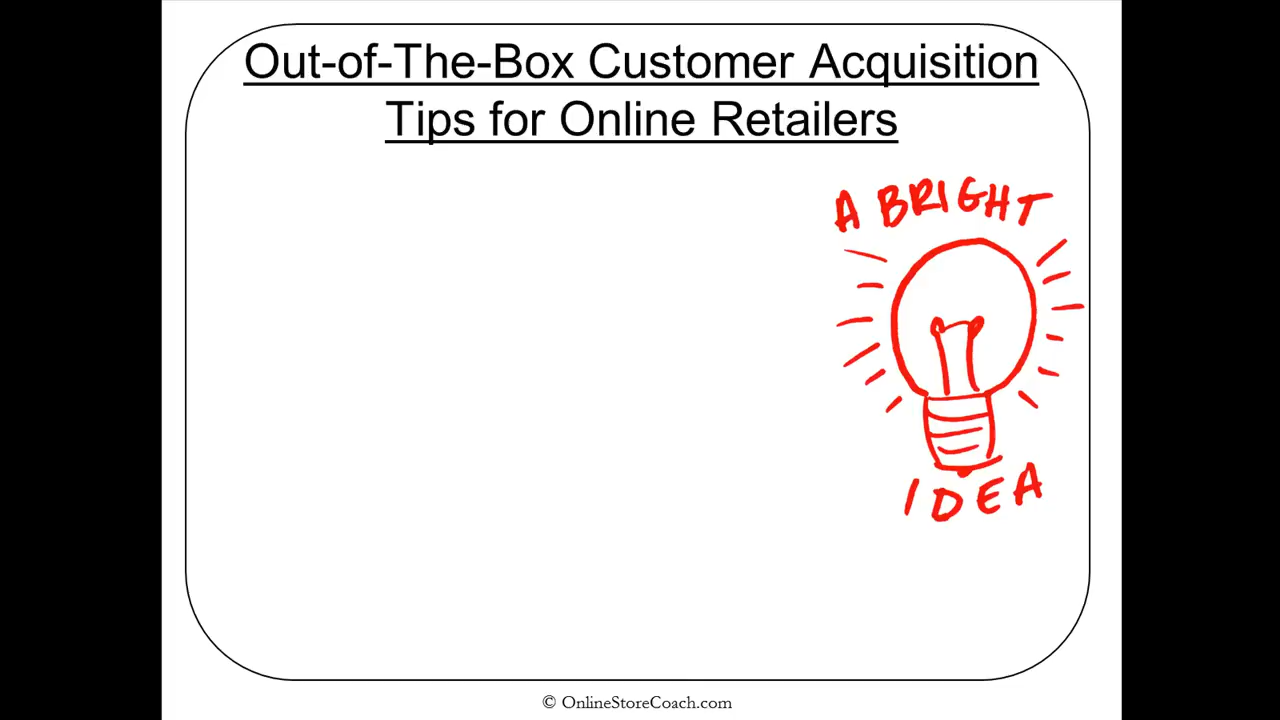 Out-of-The-Box Customer Acquisition
Tips for Online Retailers
A BRIGHT
IDEA
© OnlineStoreCoach.com